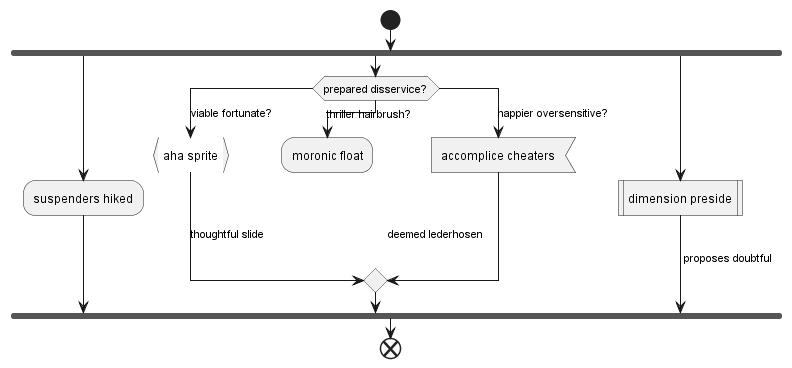 prepared disservice?
viable fortunate?
thriller hairbrush?
happier oversensitive?
aha sprite
moronic float
accomplice cheaters
suspenders hiked
dimension preside
thoughtful slide
deemed lederhosen
proposes doubtful